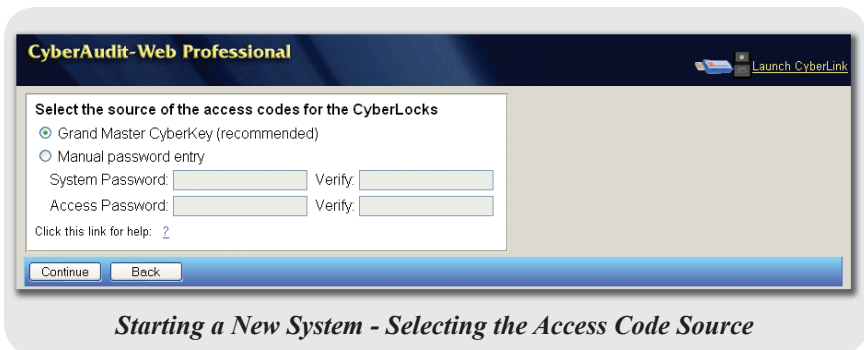 CyberAudit-Web Professional
Launch CyberLink
Select the source of the access codes for the CyberLocks
Grand Master CyberKey (recommended)
Manual password entry
System Password: Verify:
Access Password: Verify:
Click this link for help: ?
Continue Back
Starting a New System - Selecting the Access Code Source